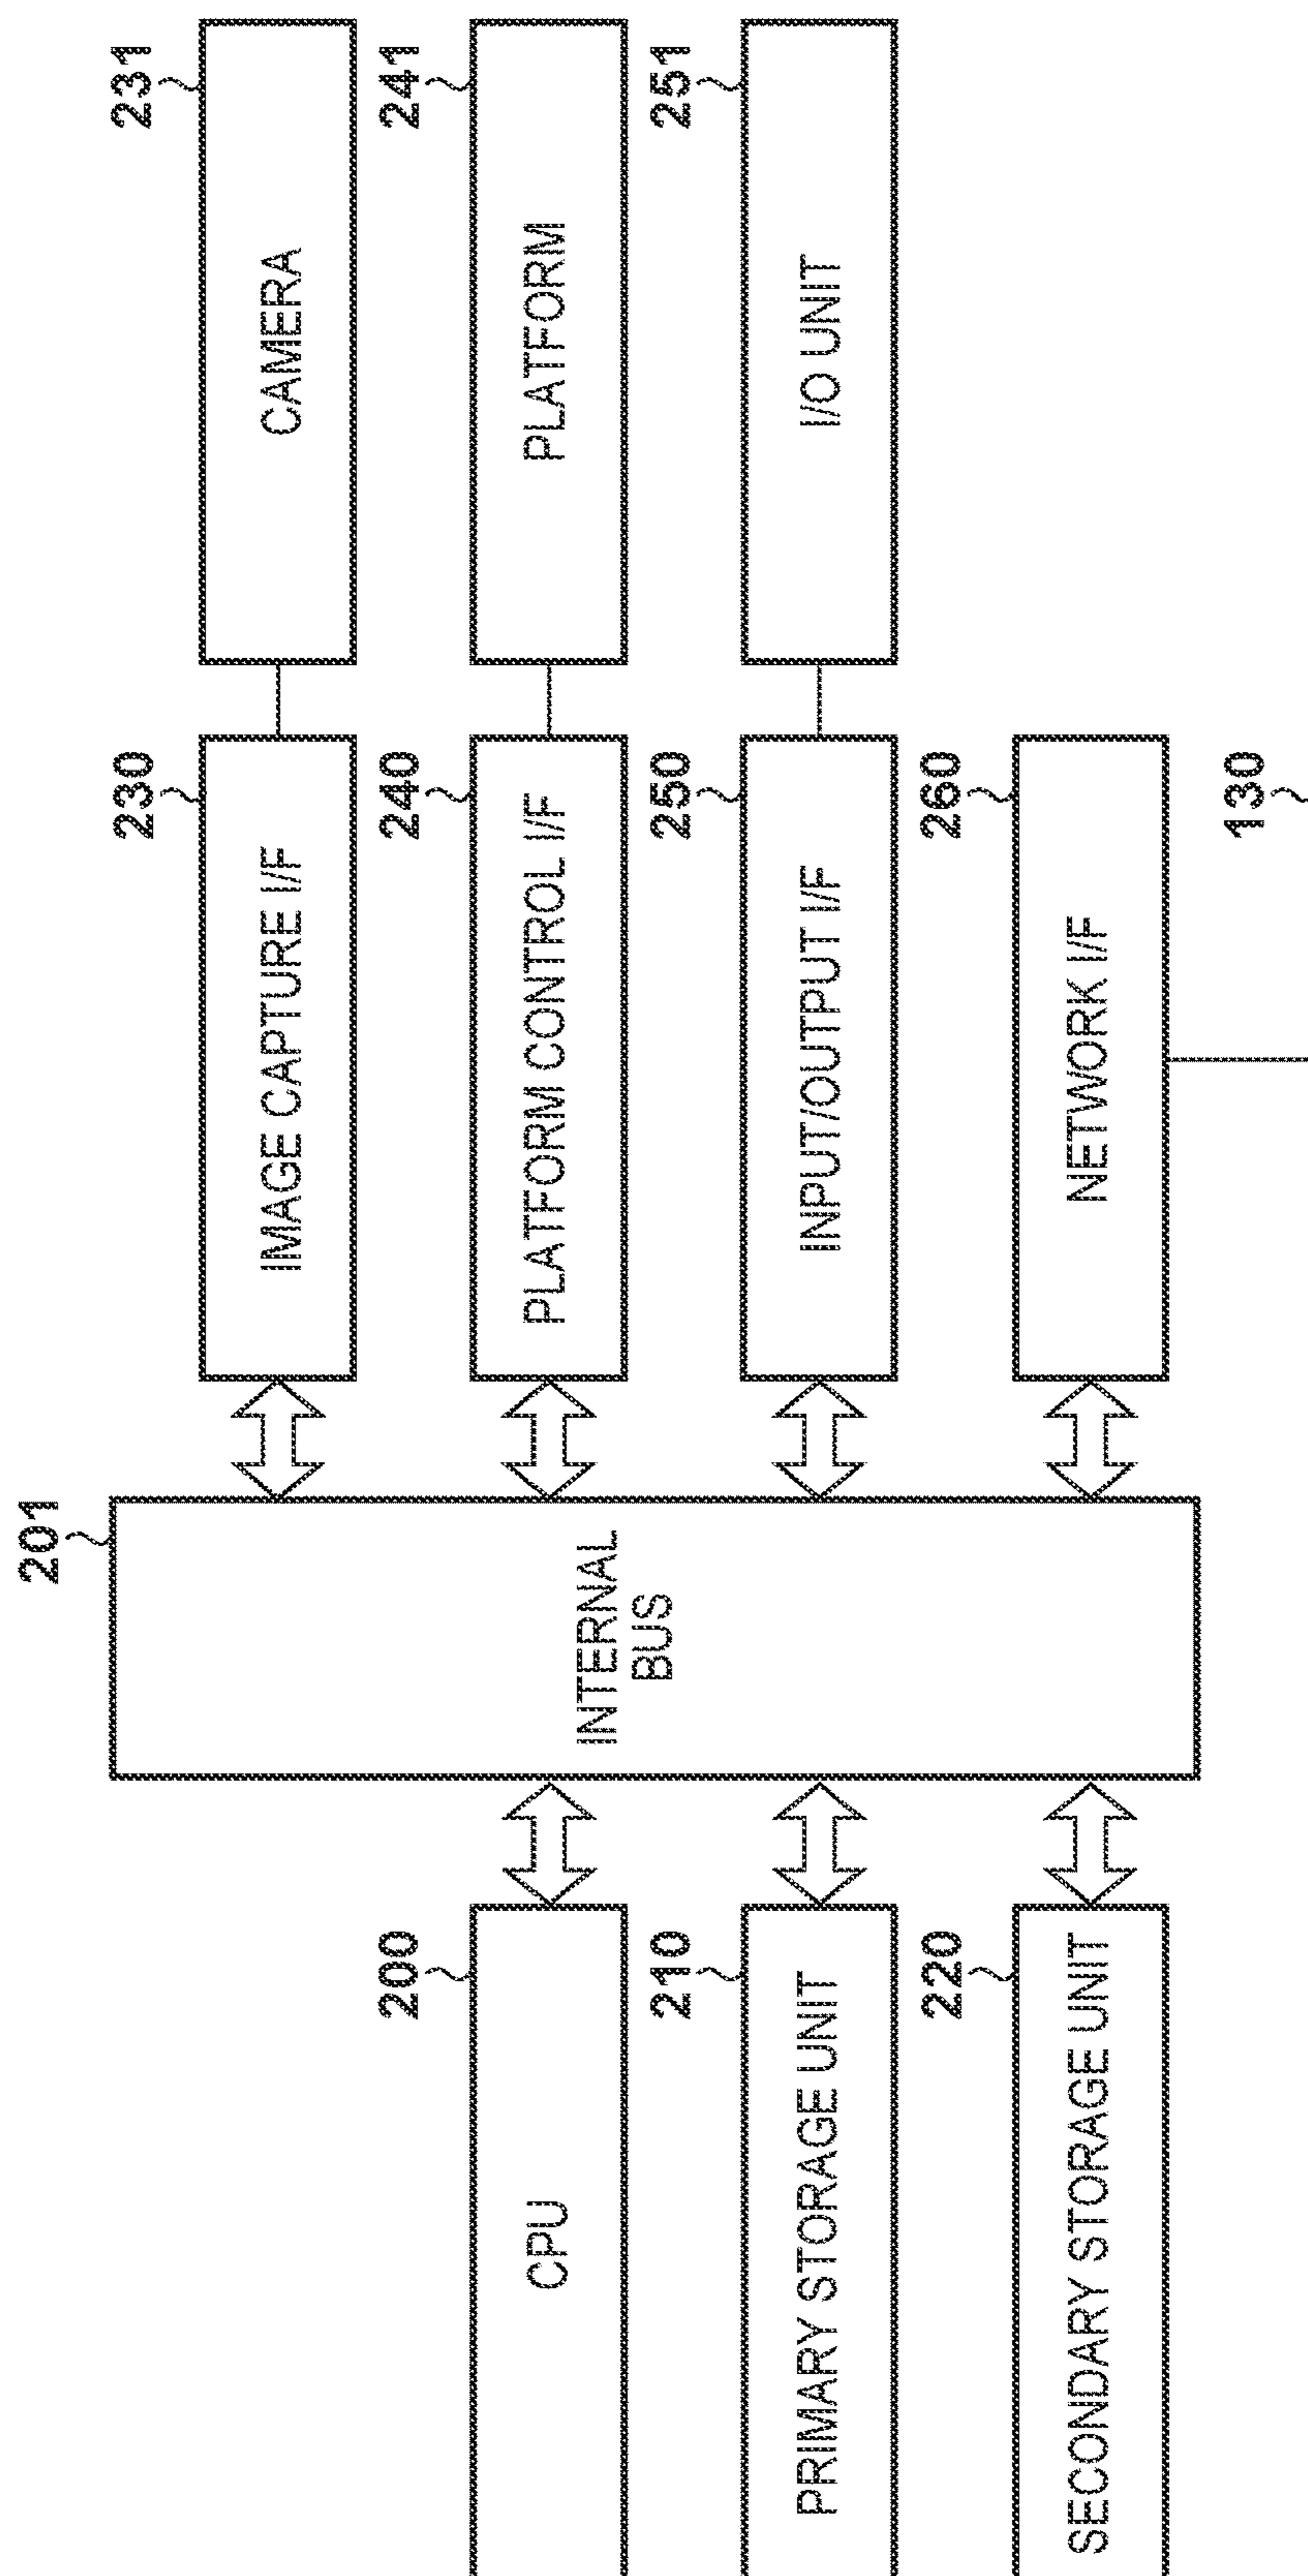 201
230
231
IMAGE CAPTURE I/F
CAMERA
200
240
241
CPU
PLATFORM CONTROL I/F
PLATFORM
INTERNAL
BUS
210
250
251
PRIMARY STORAGE UNIT
INPUT/OUTPUT I/F
I/O UNIT
220
260
SECONDARY STORAGE UNIT
NETWORK I/F
130